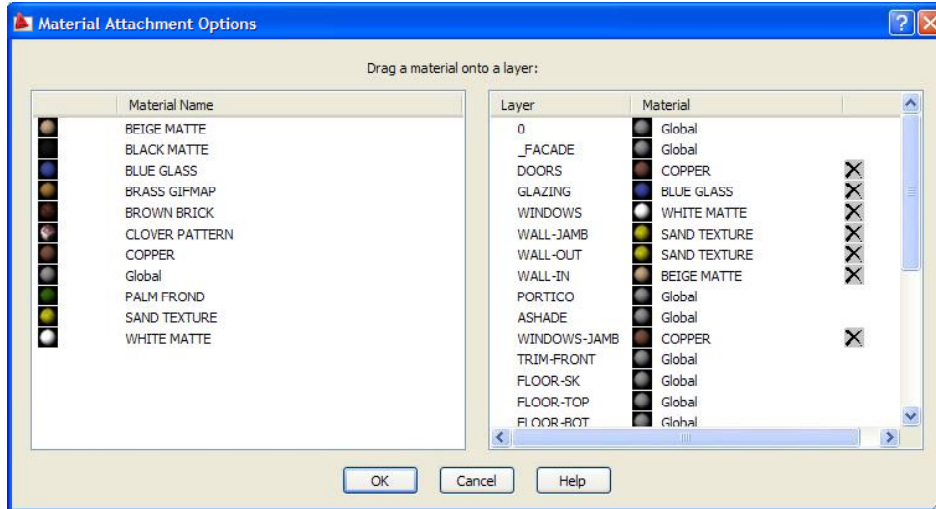 Material Attachment Options
Drag a material onto a layer:
Material Name
BEIGE MATTE
BLACK MATTE
BLUE GLASS
BRASS GIFMAP
BROWN BRICK
CLOVER PATTERN
COPPER
Global
PALM FROND
SAND TEXTURE
WHITE MATTE
Layer Material
0 Global
_FACADE Global
DOORS COPPER
GLAZING BLUE GLASS
WINDOWS WHITE MATTE
WALL-JAMB SAND TEXTURE
WALL-OUT SAND TEXTURE
WALL-IN BEIGE MATTE
PORTICO Global
ASHADE Global
WINDOWS-JAMB COPPER
TRIM-FRONT Global
FLOOR-SK Global
FLOOR-TOP Global
FLOOR-BOT Global
OK Cancel Help